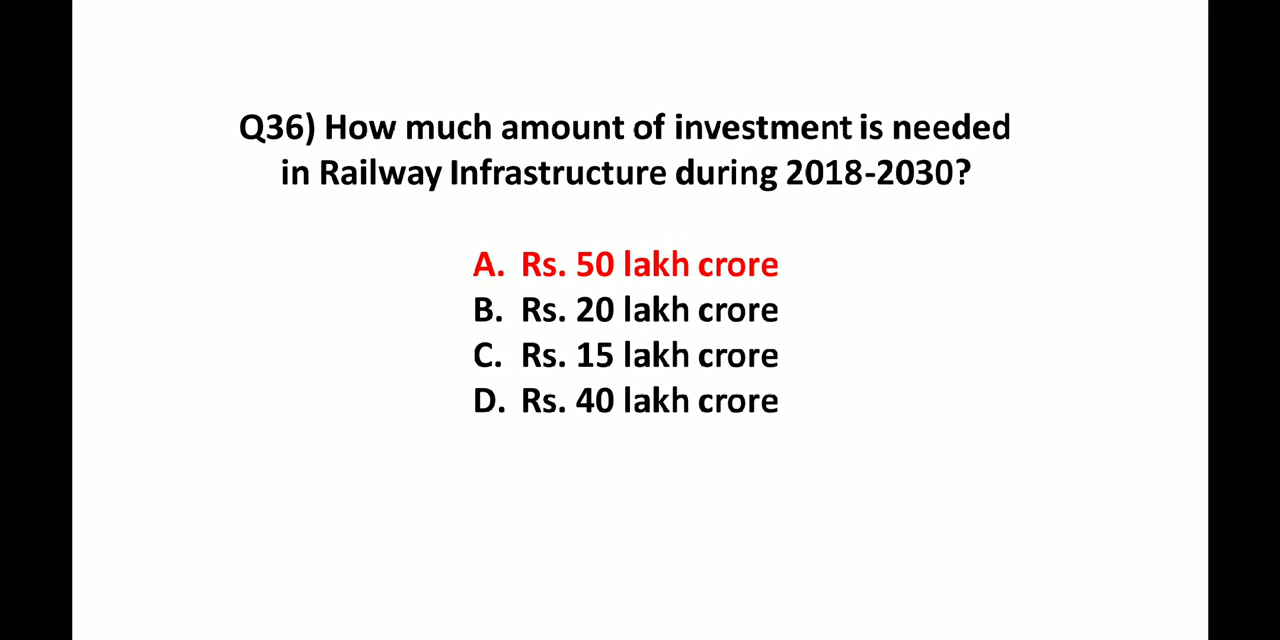 Q36) How much amount of investment is needed
in Railway Infrastructure during 2018-2030?
A. Rs. 50 lakh crore
B. Rs. 20 lakh crore
C. Rs. 15 lakh crore
D. Rs. 40 lakh crore